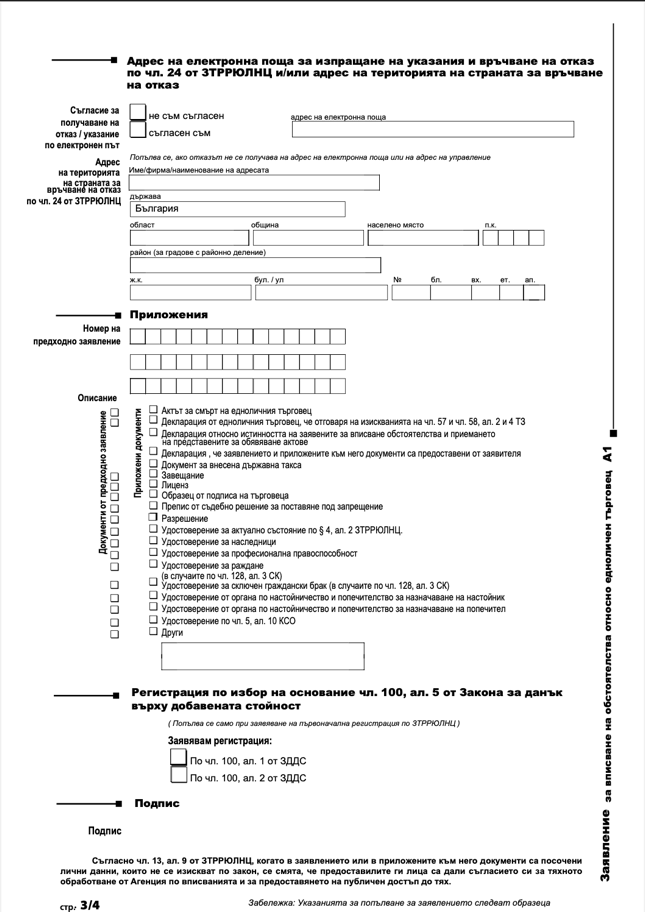 Адрес на електронна поща за изпращане на указания и връчване на отказ
по чл. 24 от ЗТРРЮЛНЦ и/или адрес на територията на страната за връчване
на отказ
Съгласие за
получаване на
отказ / указание
по електронен път
не съм съгласен
съгласен съм
адрес на електронна поща
Адрес
на територията
на страната за
връчване на отказ
по чл. 24 от ЗТРРЮЛНЦ
Попълва се, ако отказът не се получава на адрес на електронна поща или на адрес на управление
Име/фирма/наименование на адресата
държава
България
област община населено място п.к.
район (за градове с районно деление)
ж.к. бул. / ул № бл. вх. ет. ап.
Приложения
Номер на
предходно заявление
Описание
Документи от предходно заявление
Приложени документи
Актът за смърт на едноличния търговец
Декларация от едноличния търговец, че отговаря на изискванията на чл. 57 и чл. 58, ал. 2 и 4 ТЗ
Декларация относно истинността на заявените за вписване обстоятелства и приемането
на представените за обявяване актове
Декларация , че заявлението и приложените към него документи са предоставени от заявителя
Документ за внесена държавна такса
Завещание
Лиценз
Образец от подписа на търговеца
Препис от съдебно решение за поставяне под запрещение
Разрешение
Удостоверение за актуално състояние по § 4, ал. 2 ЗТРРЮЛНЦ.
Удостоверение за наследници
Удостоверение за професионална правоспособност
Удостоверение за раждане
(в случаите по чл. 128, ал. 3 СК)
Удостоверение за сключен граждански брак (в случаите по чл. 128, ал. 3 СК)
Удостоверение от органа по настойничество и попечителство за назначаване на настойник
Удостоверение от органа по настойничество и попечителство за назначаване на попечител
Удостоверение по чл. 5, ал. 10 КСО
Други
Регистрация по избор на основание чл. 100, ал. 5 от Закона за данък
върху добавената стойност
( Попълва се само при заявяване на първоначална регистрация по ЗТРРЮЛНЦ )
Заявявам регистрация:
По чл. 100, ал. 1 от ЗДДС
По чл. 100, ал. 2 от ЗДДС
Подпис
Подпис
Съгласно чл. 13, ал. 9 от ЗТРРЮЛНЦ, когато в заявлението или в приложените към него документи са посочени
лични данни, които не се изискват по закон, се смята, че предоставилите ги лица са дали съгласието си за тяхното
обработване от Агенция по вписванията и за предоставянето на публичен достъп до тях.
стр. 3/4
Забележка: Указанията за попълване за заявлението следват образеца
Заявление за вписване на обстоятелства относно едноличен търговец А1